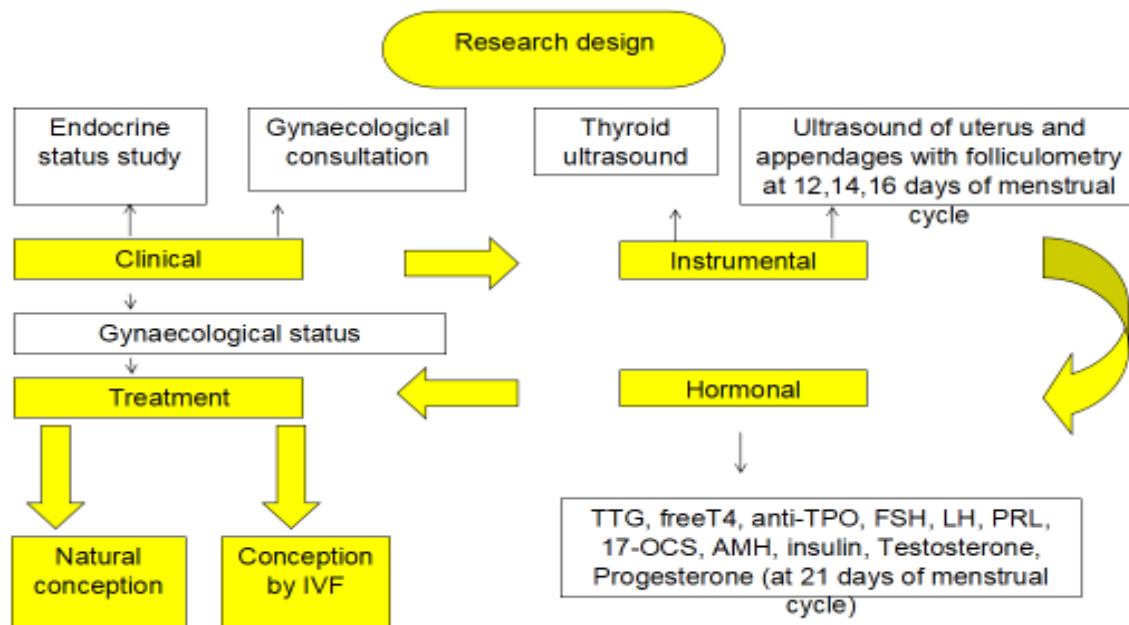 Research design
Endocrine
status study
Gynaecological
consultation
Thyroid
ultrasound
Ultrasound of uterus and
appendages with folliculometry
at 12,14,16 days of menstrual
cycle
Clinical
Instrumental
Gynaecological status
Treatment
Hormonal
Natural
conception
Conception
by IVF
TTG, freeT4, anti-TPO, FSH, LH, PRL,
17-OCS, AMH, insulin, Testosterone,
Progesterone (at 21 days of menstrual
cycle)